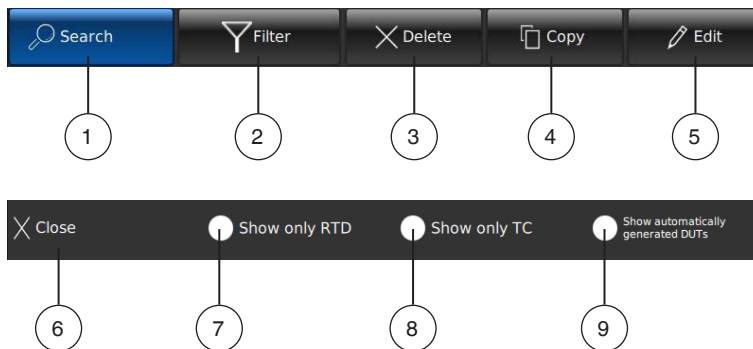 Search Filter Delete Copy Edit
1 2 3 4 5
Close Show only RTD Show only TC Show automatically
generated DUTs
6 7 8 9